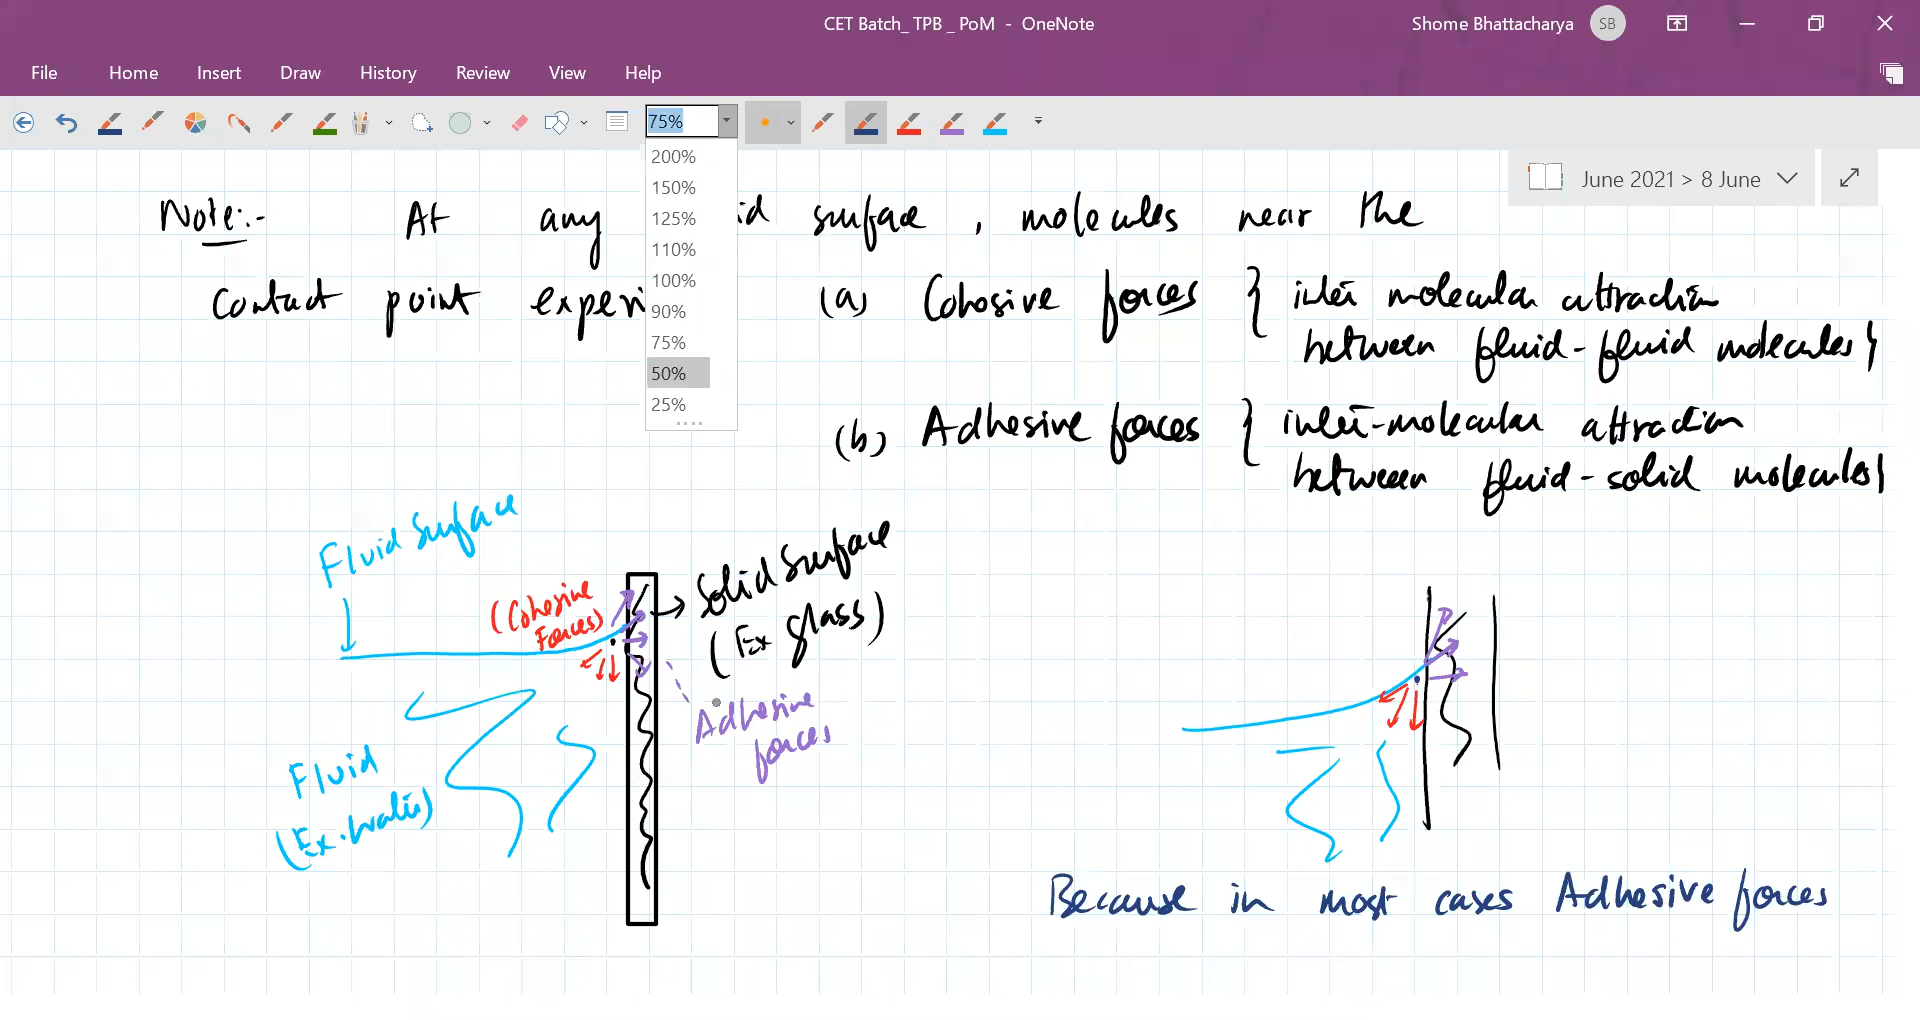 CET Batch_ TPB _ PoM - OneNote
Shome Bhattacharya SB
File Home Insert Draw History Review View Help
75%
200%
150%
125%
110%
100%
90%
75%
50%
25%
June 2021 > 8 June
Note:- At any id surface, molecules near the
contact point experi (a) Cohosive forces { inter molecular attraction
between fluid-fluid molecules}
(b) Adhesive forces { inter-molecular attraction
between fluid-solid molecules}
Fluid surface
(Cohesive
Forces)
Solid surface
(Ex glass)
Adhesive
forces
Fluid
(Ex. water)
Because in most cases Adhesive forces